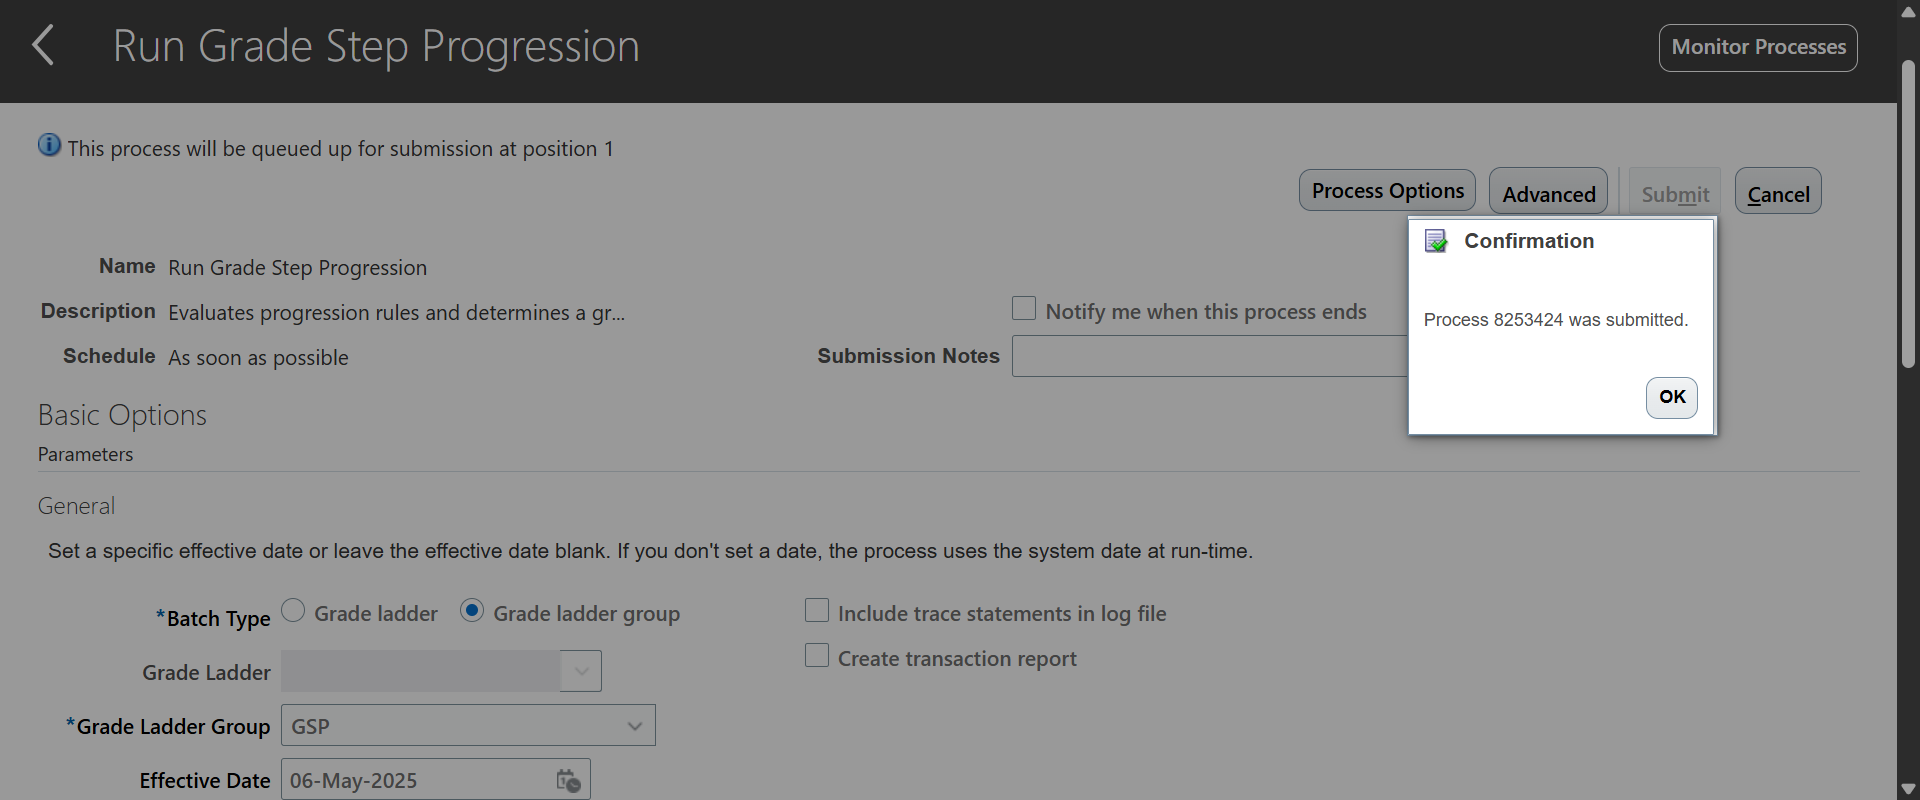 Run Grade Step Progression
Monitor Processes
This process will be queued up for submission at position 1
Process Options
Advanced
Submit
Cancel
Confirmation
Process 8253424 was submitted.
OK
Name Run Grade Step Progression
Description Evaluates progression rules and determines a gr...
Notify me when this process ends
Schedule As soon as possible
Submission Notes
Basic Options
Parameters
General
Set a specific effective date or leave the effective date blank. If you don't set a date, the process uses the system date at run-time.
*Batch Type Grade ladder Grade ladder group
Include trace statements in log file
Grade Ladder
Create transaction report
*Grade Ladder Group GSP
Effective Date 06-May-2025